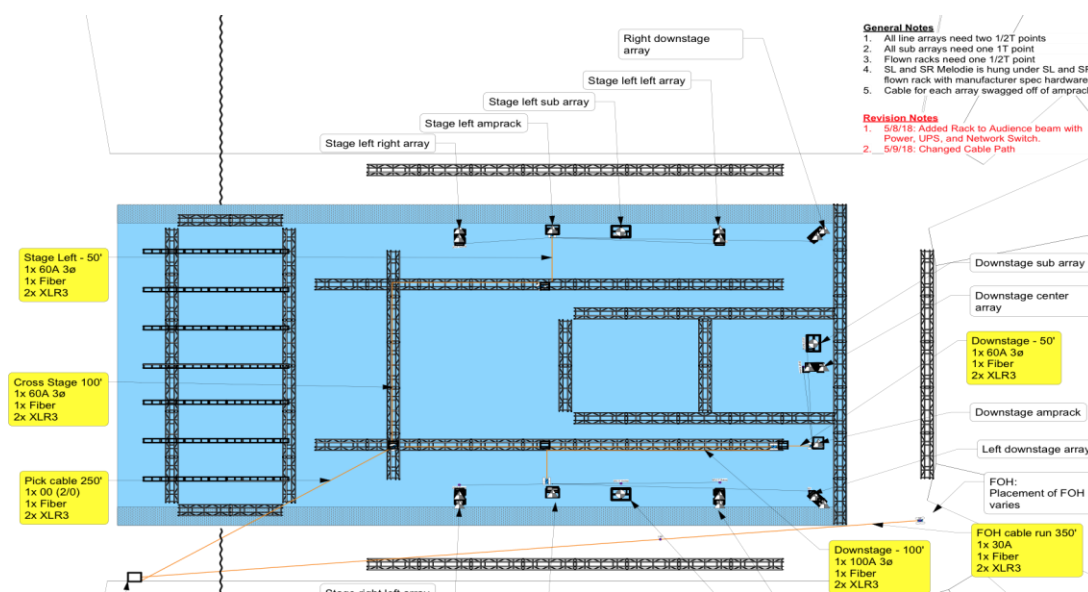 General Notes
1. All line arrays need two 1/2T points
2. All sub arrays need one 1T point
3. Flown racks need one 1/2T point
4. SL and SR Melodie is hung under SL and SR
flown rack with manufacturer spec hardware
5. Cable for each array swagged off of amprack
Revision Notes
1. 5/8/18: Added Rack to Audience beam with
Power, UPS, and Network Switch.
2. 5/9/18: Changed Cable Path
Right downstage
array
Stage left left array
Stage left sub array
Stage left amprack
Stage left right array
Stage Left - 50'
1x 60A 3ø
1x Fiber
2x XLR3
Downstage sub array
Downstage center
array
Downstage - 50'
1x 60A 3ø
1x Fiber
2x XLR3
Cross Stage 100'
1x 60A 3ø
1x Fiber
2x XLR3
Downstage amprack
Left downstage array
Pick cable 250'
1x 00 (2/0)
1x Fiber
2x XLR3
FOH:
Placement of FOH
varies
FOH cable run 350'
1x 30A
1x Fiber
2x XLR3
Downstage - 100'
1x 100A 3ø
1x Fiber
2x XLR3
Stage right left array